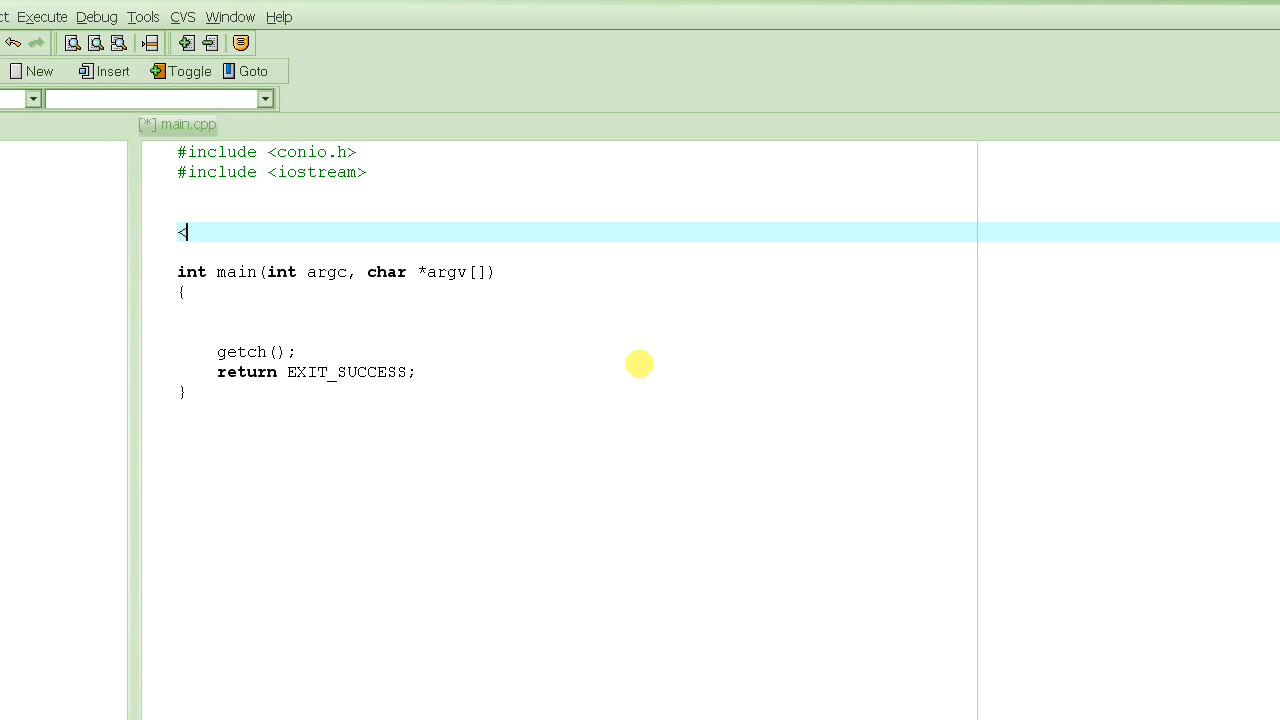 ct Execute Debug Tools CVS Window Help
New Insert Toggle Goto
[*] main.cpp
#include <conio.h>
#include <iostream>
<
int main(int argc, char *argv[])
{
getch();
return EXIT_SUCCESS;
}